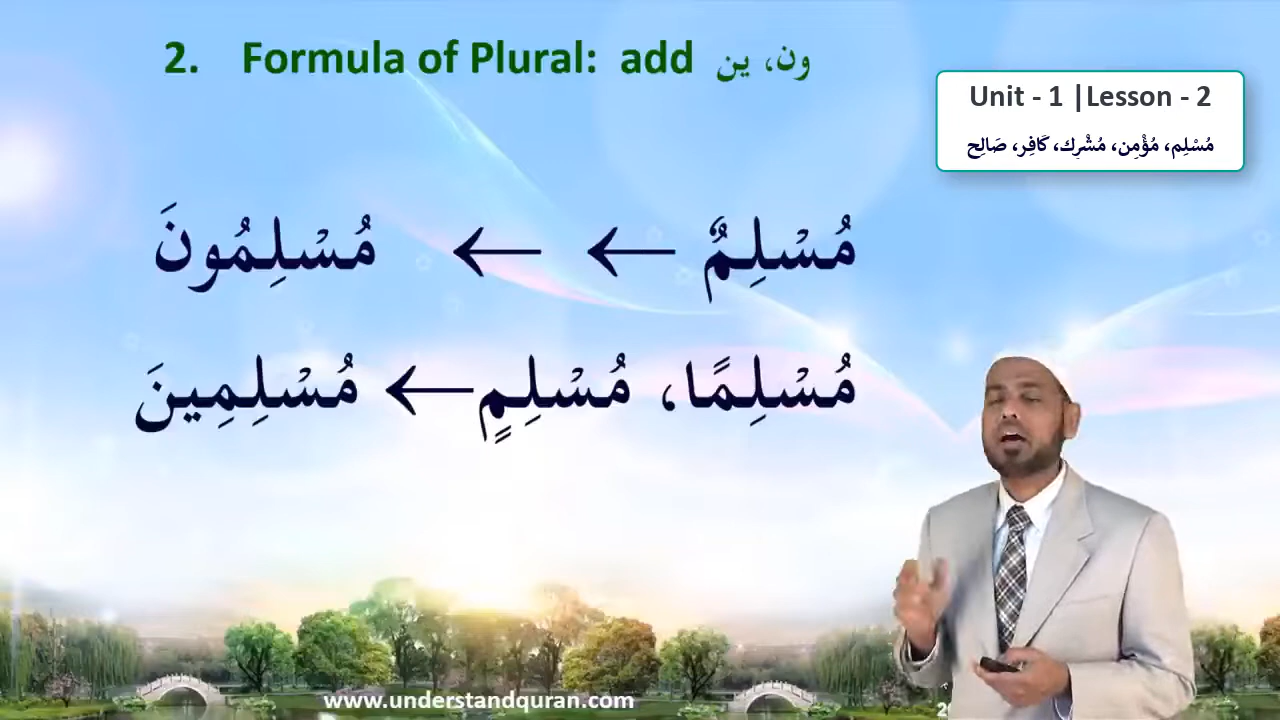 2. Formula of Plural: add ون، ين
Unit - 1 |Lesson - 2
مُسْلِم، مُؤْمِن، مُشْرِك، كَافِر، صَالِح
مُسْلِمٌ ← ← مُسْلِمُونَ
مُسْلِمًا، مُسْلِمٍ← مُسْلِمِينَ
www.understandquran.com